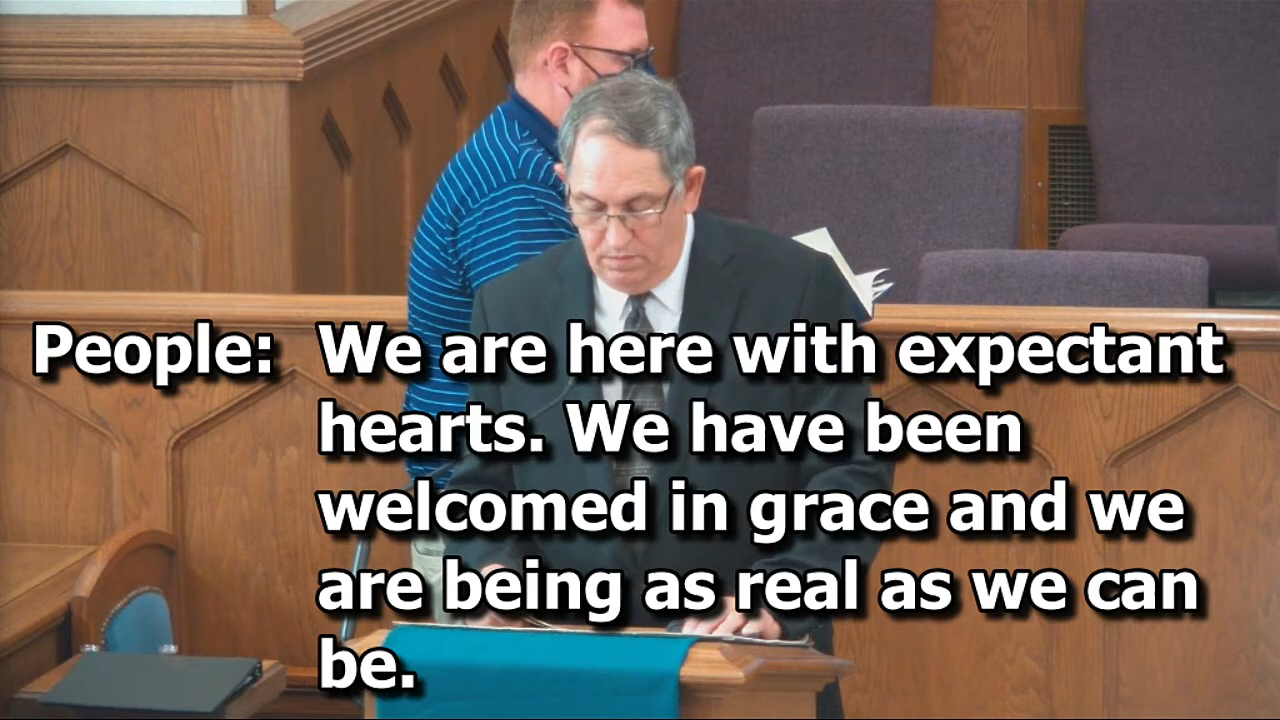 People: We are here with expectant
hearts. We have been
welcomed in grace and we
are being as real as we can
be.